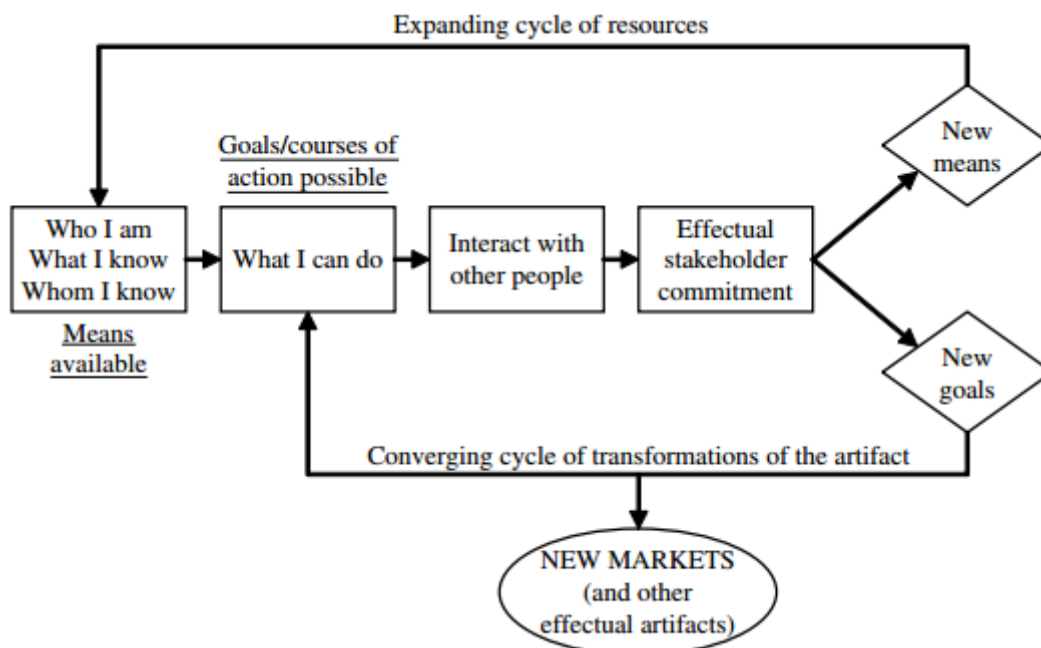 Expanding cycle of resources
New
means
Goals/courses of
action possible
Who I am
What I know
Whom I know
What I can do
Interact with
other people
Effectual
stakeholder
commitment
Means
available
New
goals
Converging cycle of transformations of the artifact
NEW MARKETS
(and other
effectual artifacts)